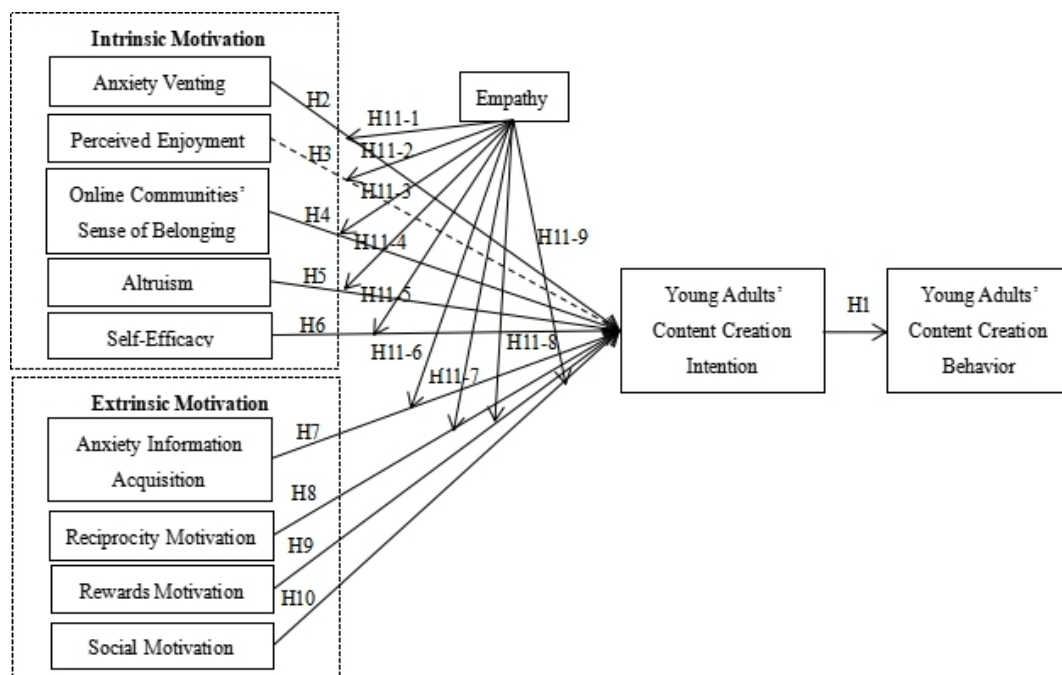 Intrinsic Motivation
Anxiety Venting
Perceived Enjoyment
Online Communities’
Sense of Belonging
Altruism
Self-Efficacy
Extrinsic Motivation
Anxiety Information
Acquisition
Reciprocity Motivation
Rewards Motivation
Social Motivation
H2
H3
H4
H5
H6
H7
H8
H9
H10
Empathy
H11-1
H11-2
H11-3
H11-4
H11-5
H11-6
H11-7
H11-8
H11-9
Young Adults’
Content Creation
Intention
H1
Young Adults’
Content Creation
Behavior